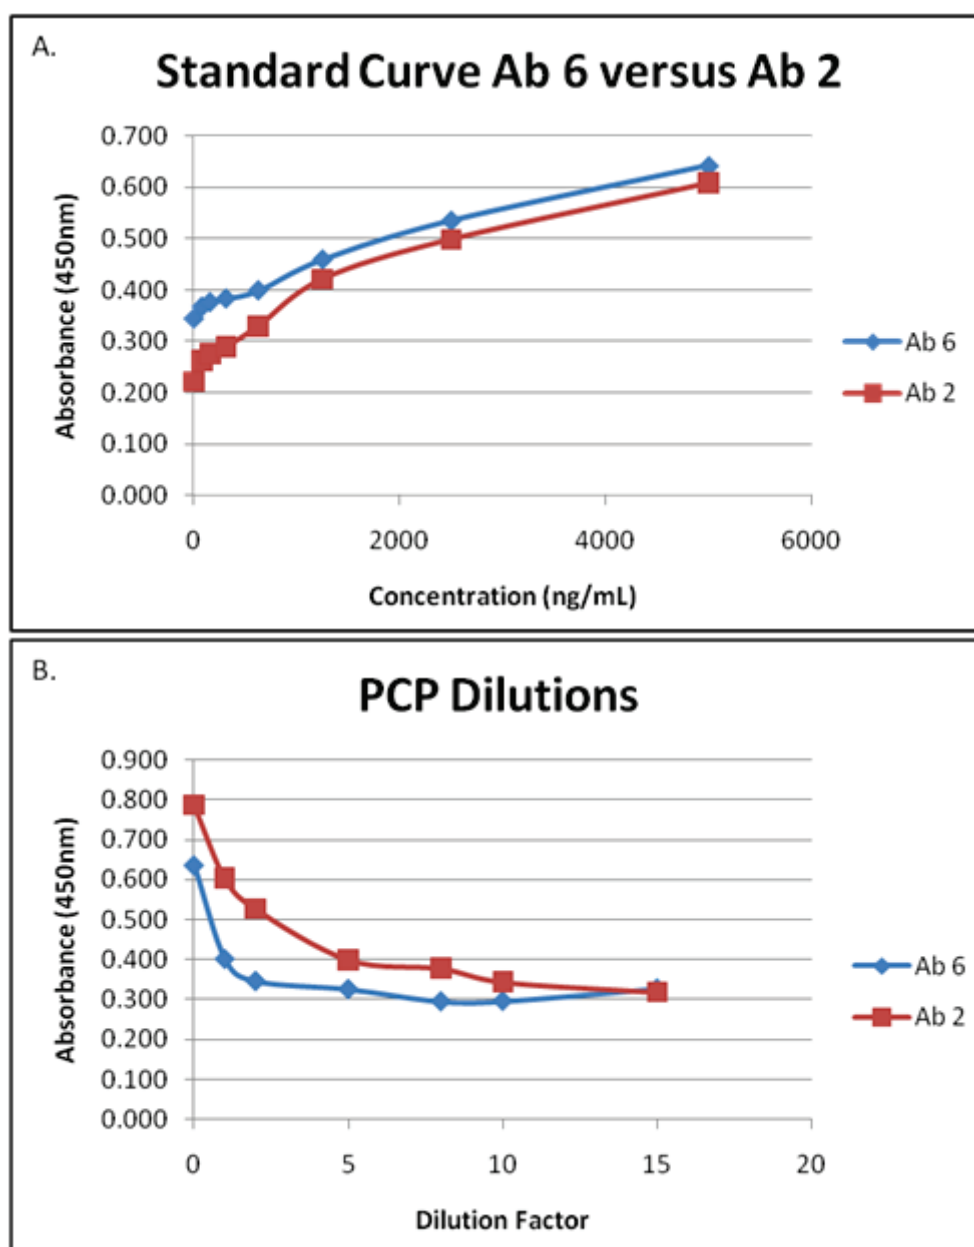 A.
Standard Curve Ab 6 versus Ab 2
0.700
0.600
0.500
0.400
0.300
0.200
0.100
0.000
Absorbance (450nm)
0 2000 4000 6000
Concentration (ng/mL)
Ab 6
Ab 2
B.
PCP Dilutions
0.900
0.800
0.700
0.600
0.500
0.400
0.300
0.200
0.100
0.000
Absorbance (450nm)
0 5 10 15 20
Dilution Factor
Ab 6
Ab 2